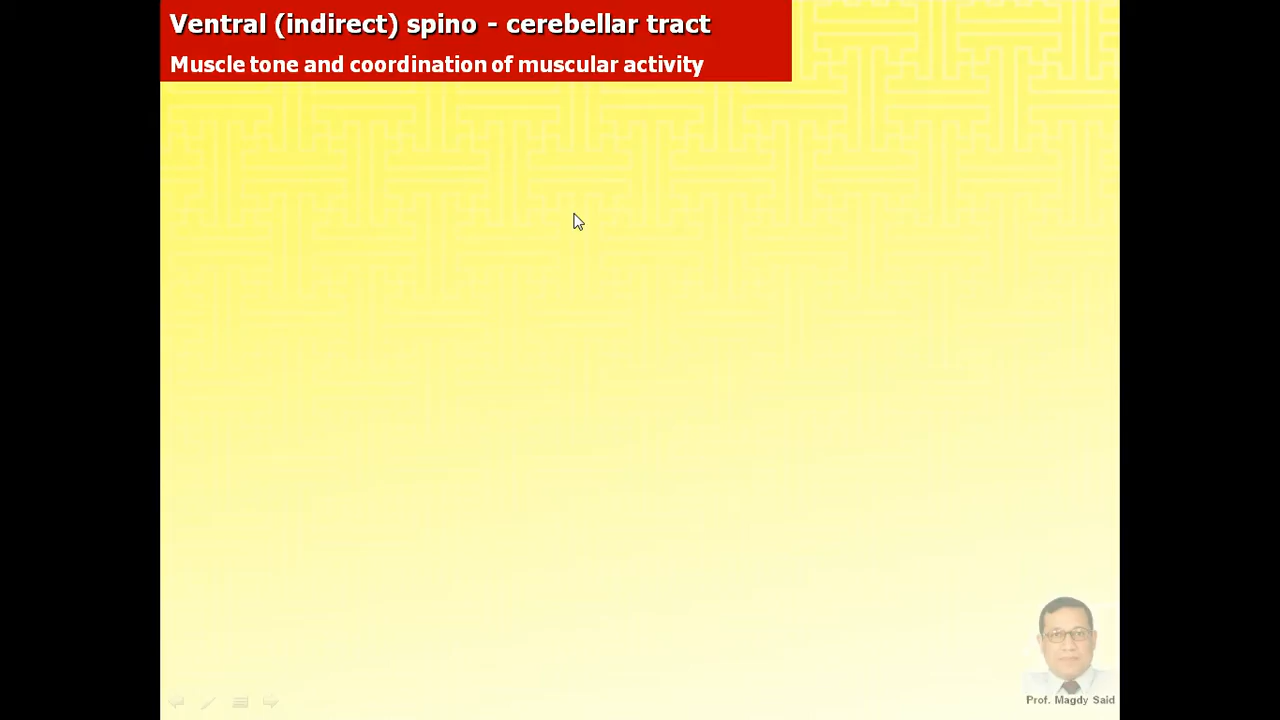 Ventral (indirect) spino - cerebellar tract
Muscle tone and coordination of muscular activity
Prof. Magdy Said